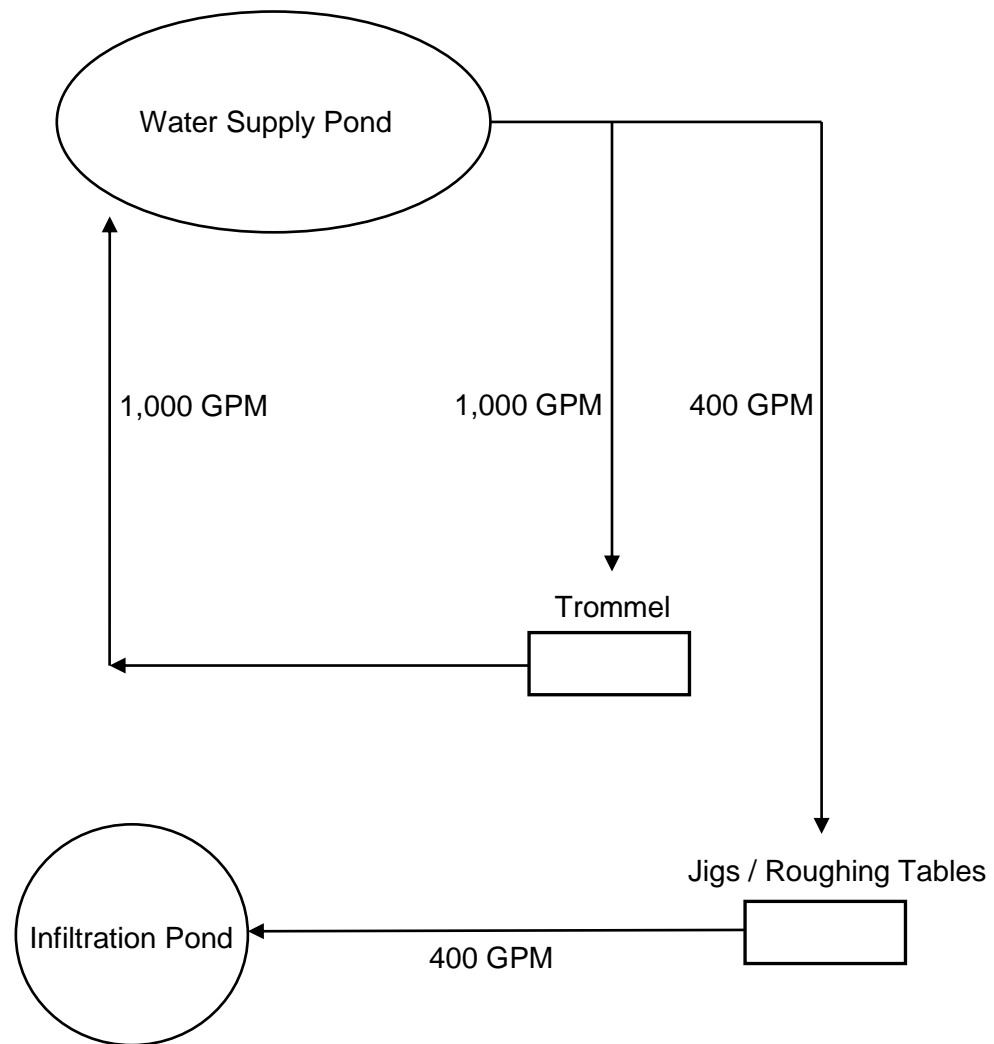 Water Supply Pond
1,000 GPM
1,000 GPM
400 GPM
Trommel
Jigs / Roughing Tables
Infiltration Pond
400 GPM